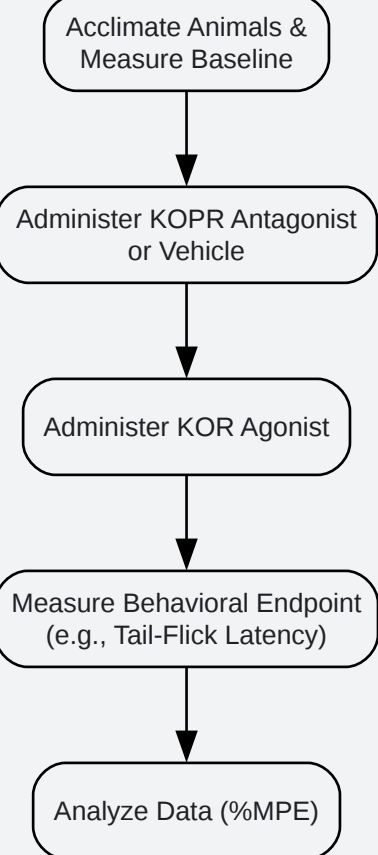 Acclimate Animals &
Measure Baseline
Administer KOPR Antagonist
or Vehicle
Administer KOR Agonist
Measure Behavioral Endpoint
(e.g., Tail-Flick Latency)
Analyze Data (%MPE)